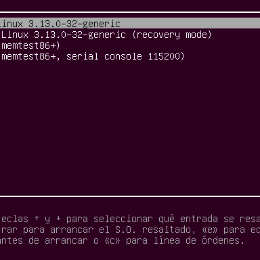 inux 3.13.0-32-generic
Linux 3.13.0-32-generic (recovery mode)
memtest86+)
memtest86+, serial console 115200)
eclas ↑ y ↓ para seleccionar qué entrada se resa
rar para arrancar el S.O. resaltado, «e» para ed
antes de arrancar o «c» para línea de órdenes.